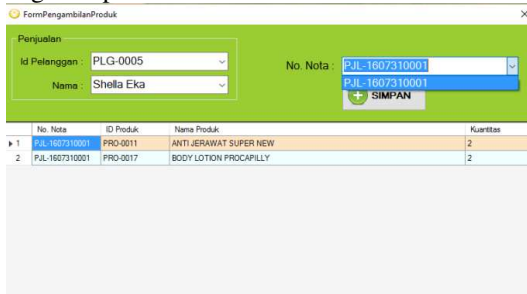 FormPengambilanProduk
Penjualan
Id Pelanggan : PLG-0005
No. Nota : PJL-1607310001
PJL-1607310001
Nama : Shella Eka
SIMPAN
No. Nota ID Produk Nama Produk Kuantitas
1 PJL-1607310001 PRO-0011 ANTI JERAWAT SUPER NEW 2
2 PJL-1607310001 PRO-0017 BODY LOTION PROCAPILLY 2